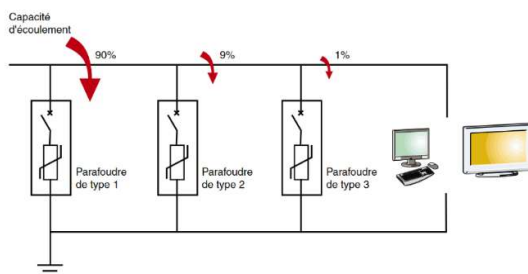 Capacité
d'écoulement
90%
9%
1%
Parafoudre
de type 1
Parafoudre
de type 2
Parafoudre
de type 3